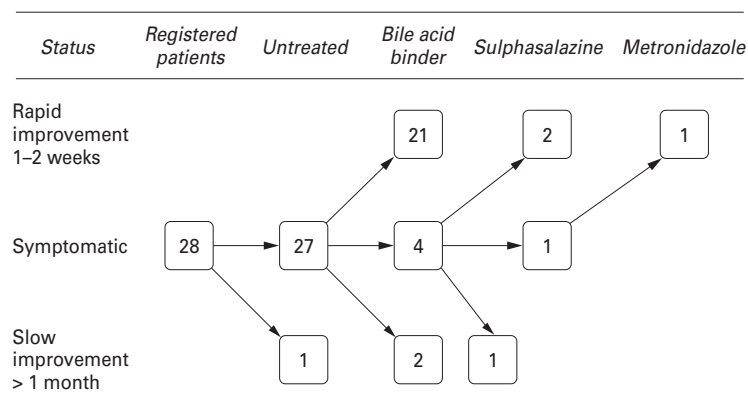 Status Registered patients Untreated Bile acid binder Sulphasalazine Metronidazole
Rapid
improvement
1–2 weeks
21 2 1
Symptomatic 28 27 4 1
Slow
improvement
> 1 month
1 2 1